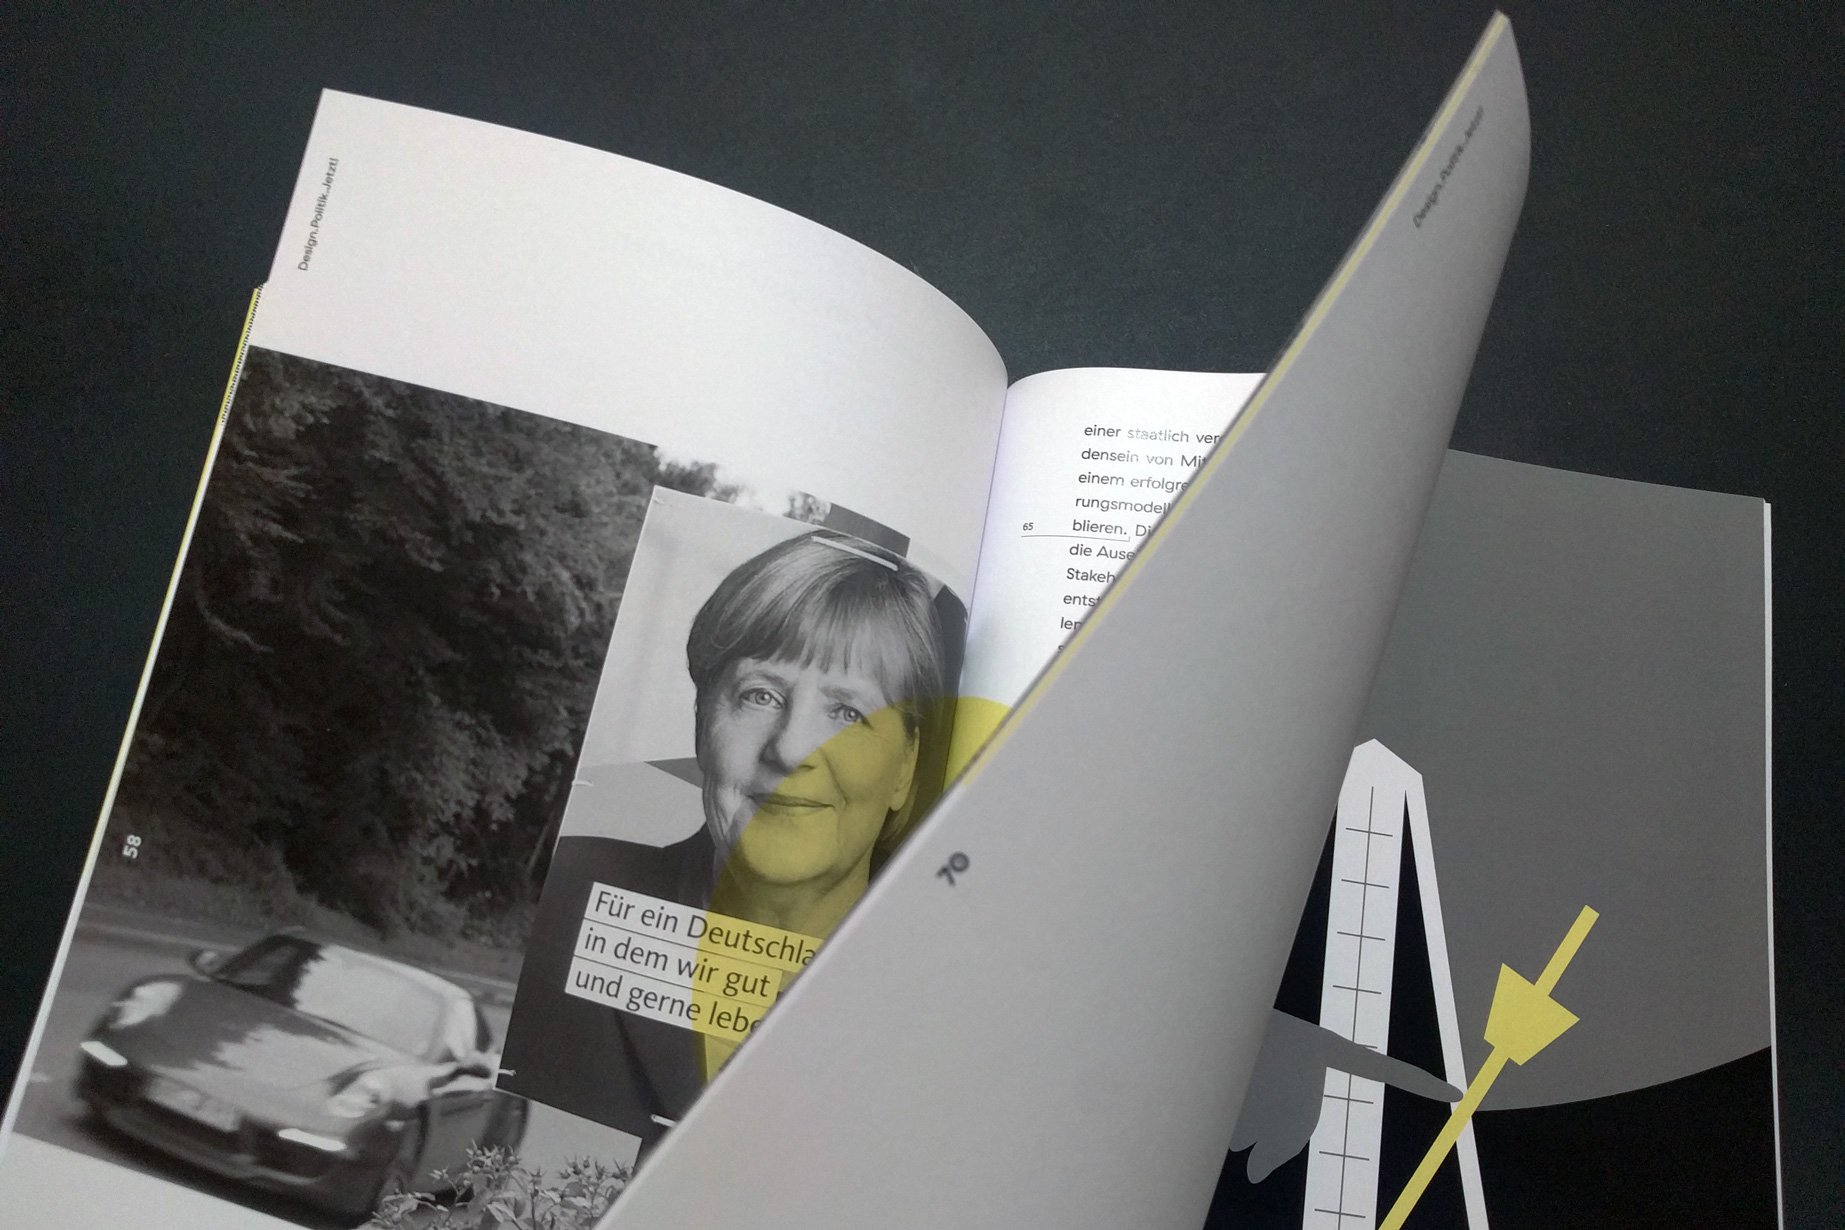 Design.Politik.Jetzt!
58
Für ein Deutschla
in dem wir gut
und gerne lebe
einer staatlich ver
densein von Mit
einem erfolgre
rungsmodell
65
blieren. Di
die Ause
Stakeh
entst
len
70
Design.Politik.Jetzt!